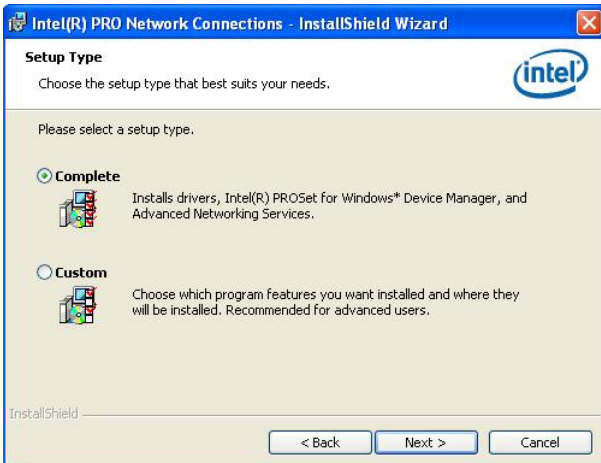 Intel(R) PRO Network Connections - InstallShield Wizard
Setup Type
Choose the setup type that best suits your needs.
intel
Please select a setup type.
Complete
Installs drivers, Intel(R) PROSet for Windows* Device Manager, and
Advanced Networking Services.
Custom
Choose which program features you want installed and where they
will be installed. Recommended for advanced users.
InstallShield
< Back
Next >
Cancel